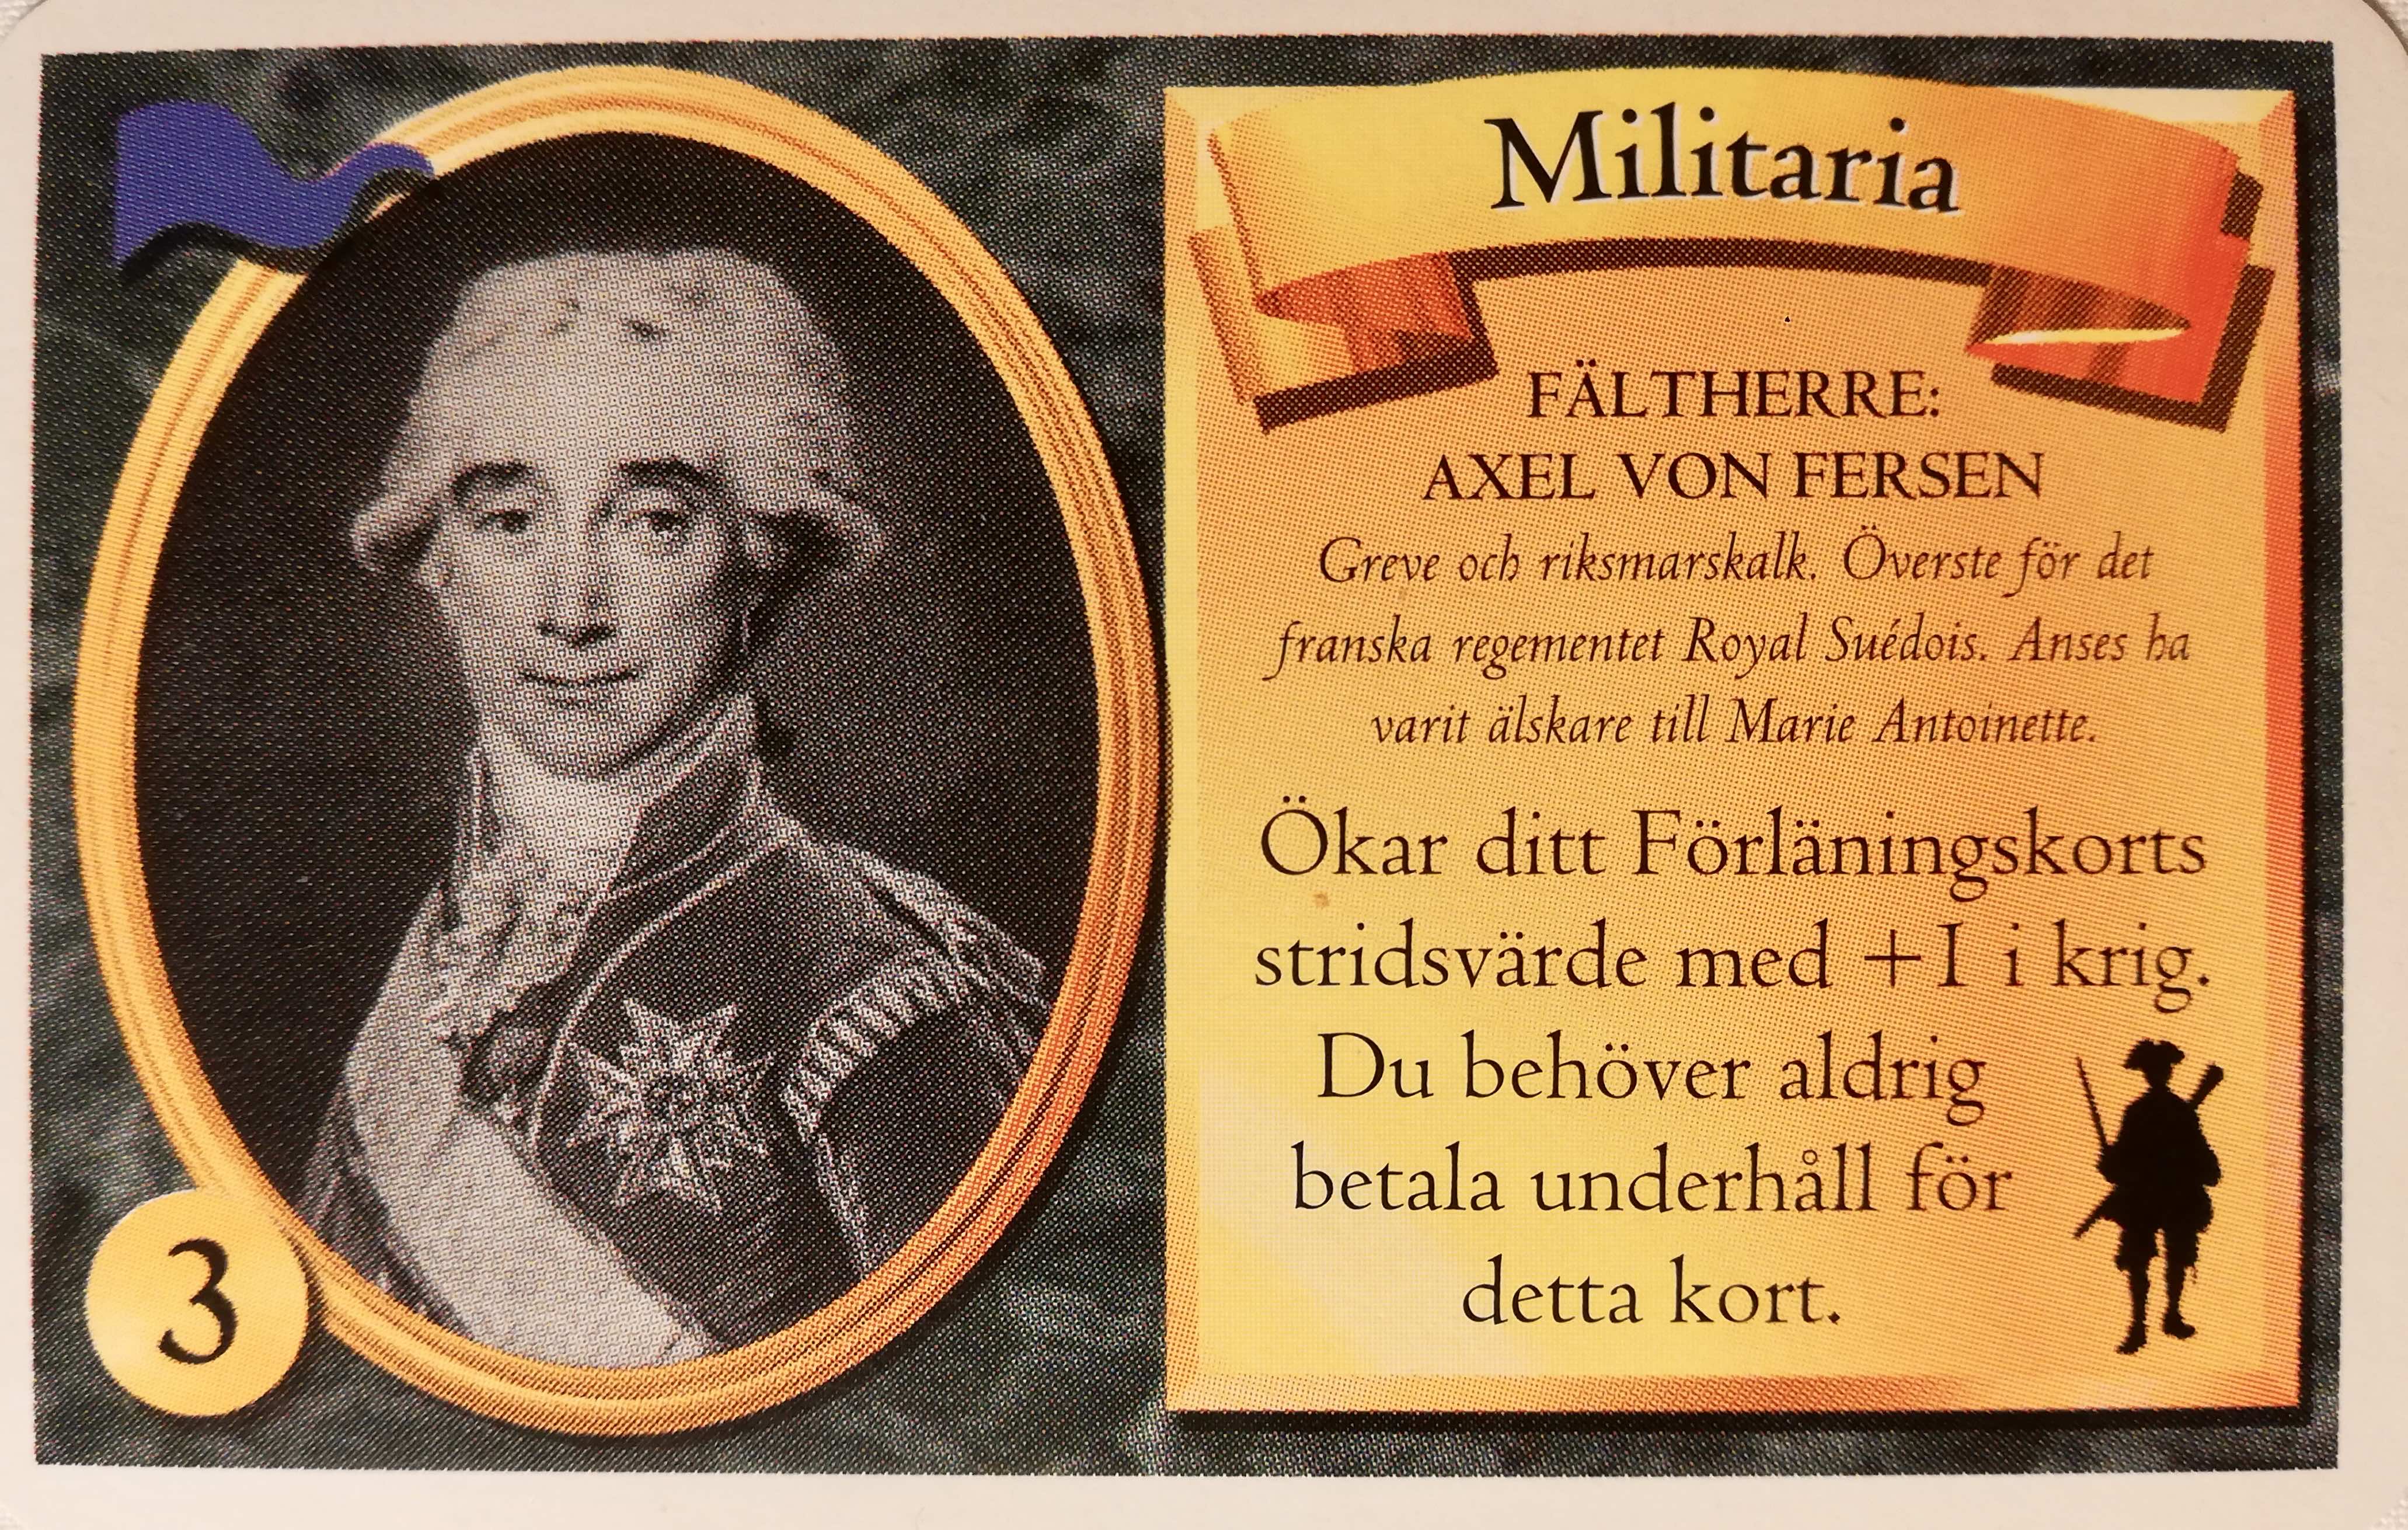 Militaria
FÄLTHERRE:
AXEL VON FERSEN
Greve och riksmarskalk. Överste för det
franska regementet Royal Suédois. Anses ha
varit älskare till Marie Antoinette.
Ökar ditt Förläningskorts
stridsvärde med +I i krig.
Du behöver aldrig
betala underhåll för
detta kort.
3